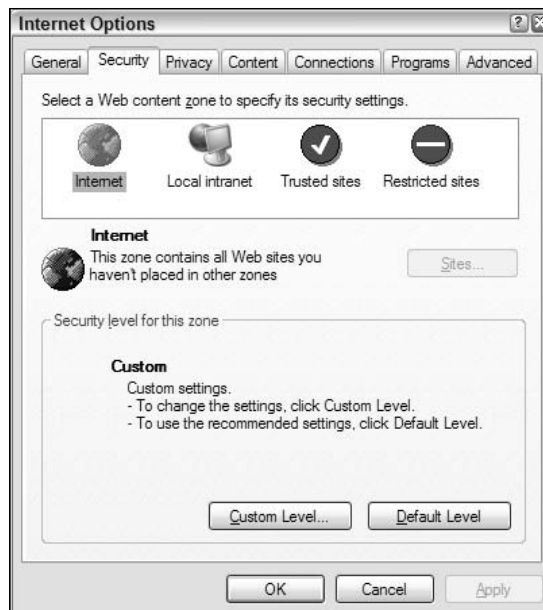 Internet Options
General Security Privacy Content Connections Programs Advanced
Select a Web content zone to specify its security settings.
Internet Local intranet Trusted sites Restricted sites
Internet
This zone contains all Web sites you
haven't placed in other zones
Sites...
Security level for this zone
Custom
Custom settings.
- To change the settings, click Custom Level.
- To use the recommended settings, click Default Level.
Custom Level... Default Level
OK Cancel Apply